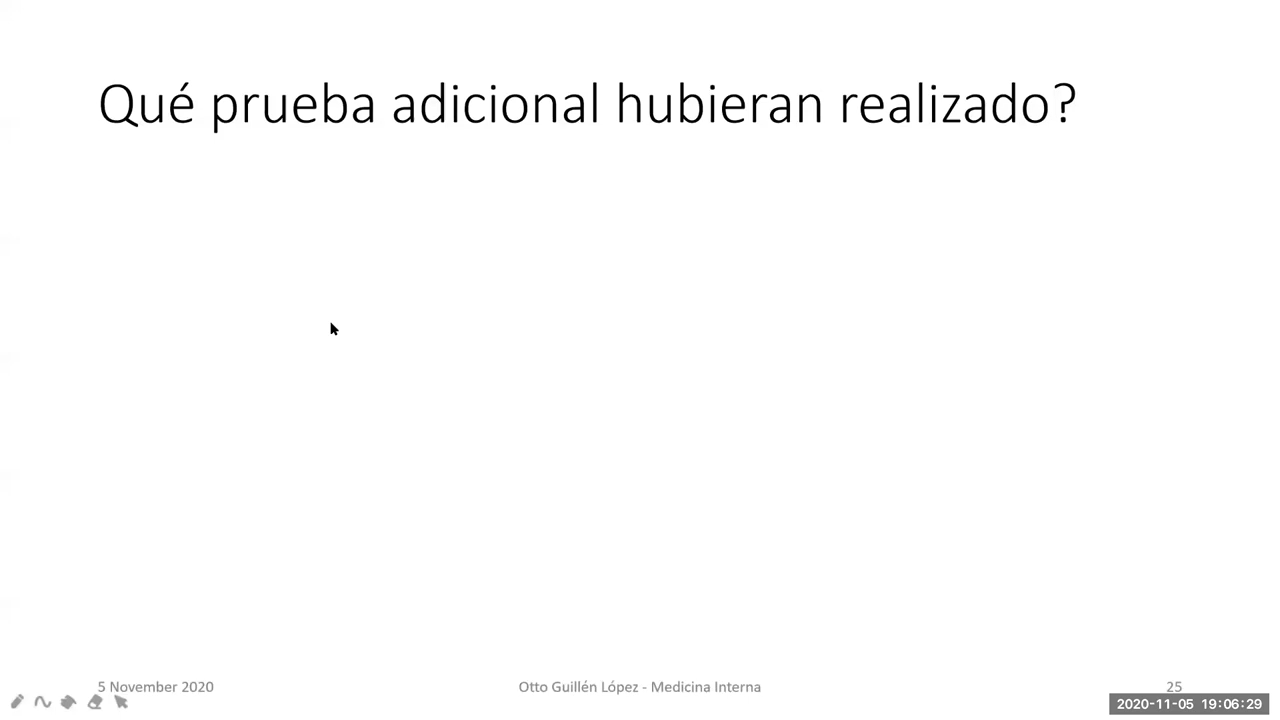 Qué prueba adicional hubieran realizado?
5 November 2020
Otto Guillén López - Medicina Interna
25
2020-11-05 19:06:29